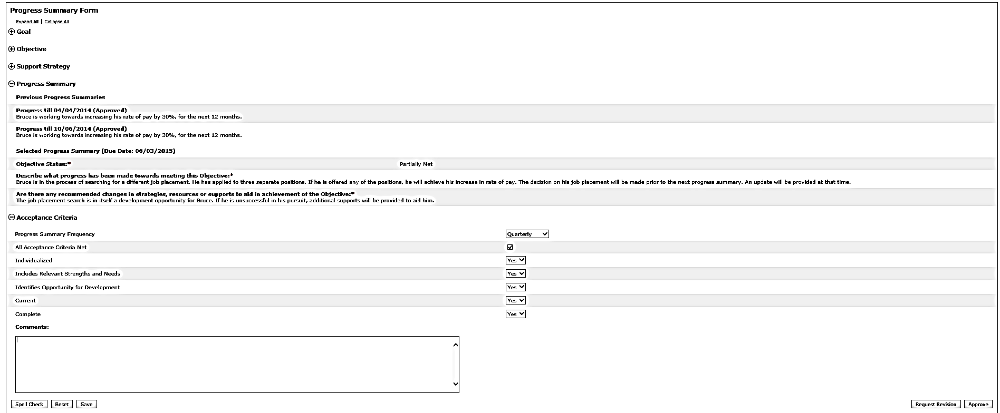 Progress Summary Form
Expand All | Collapse All
Goal
Objective
Support Strategy
Progress Summary
Previous Progress Summaries
Progress till 04/04/2014 (Approved)
Bruce is working towards increasing his rate of pay by 30%, for the next 12 months.
Progress till 10/06/2014 (Approved)
Bruce is working towards increasing his rate of pay by 30%, for the next 12 months.
Selected Progress Summary (Due Date: 06/03/2015)
Objective Status:* Partially Met
Describe what progress has been made towards meeting this Objective:*
Bruce is in the process of searching for a different job placement. He has applied to three separate positions. If he is offered any of the positions, he will achieve his increase in rate of pay. The decision on his job placement will be made prior to the next progress summary. An update will be provided at that time.
Are there any recommended changes in strategies, resources or supports to aid in achievement of the Objective:*
The job placement search is in itself a development opportunity for Bruce. If he is unsuccessful in his pursuit, additional supports will be provided to aid him.
Acceptance Criteria
Progress Summary Frequency Quarterly
All Acceptance Criteria Met
Individualized Yes
Includes Relevant Strengths and Needs Yes
Identifies Opportunity for Development Yes
Current Yes
Complete Yes
Comments:
Spell Check Reset Save Request Revision Approve